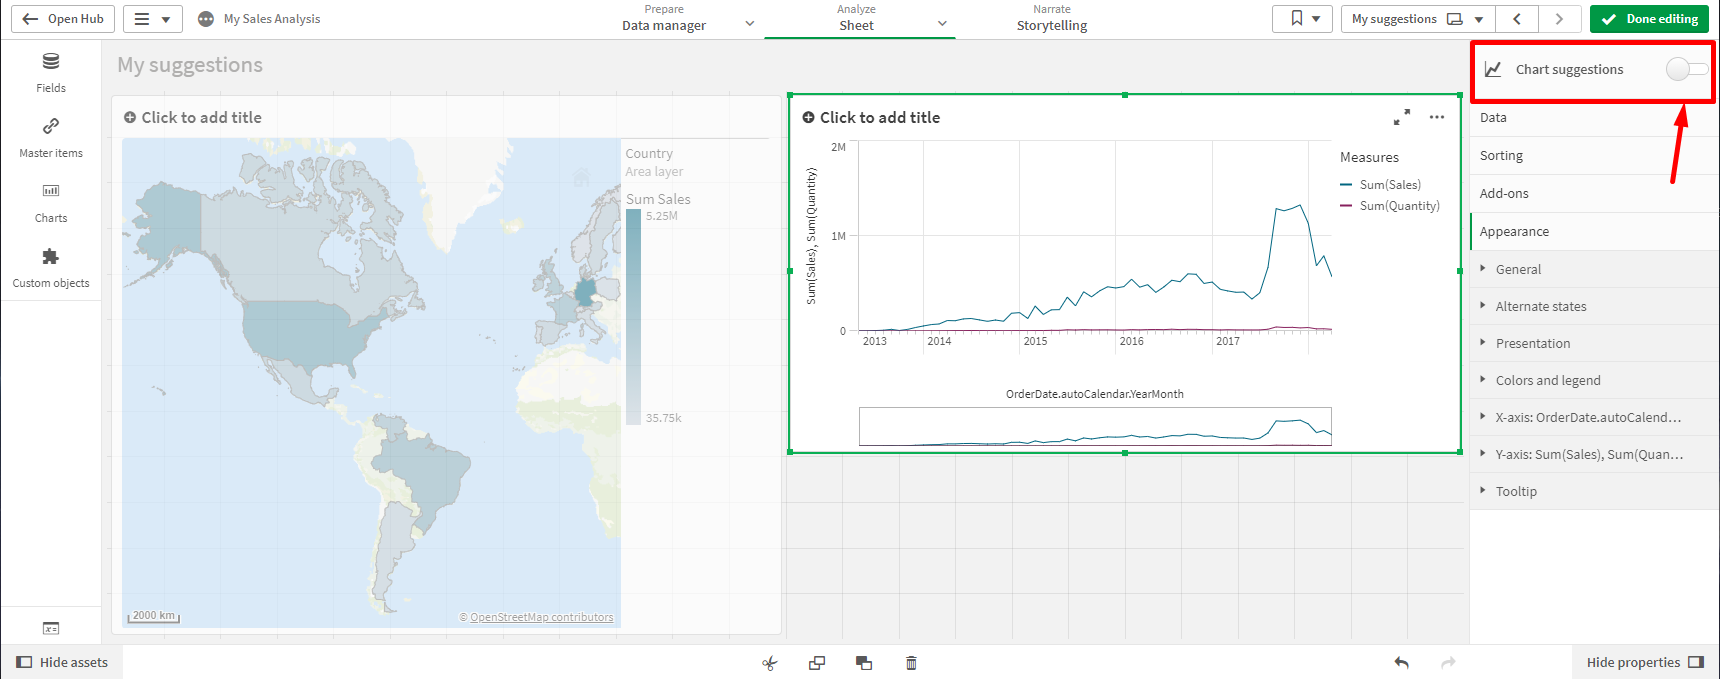 Open Hub
My Sales Analysis
Prepare
Data manager
Analyze
Sheet
Narrate
Storytelling
My suggestions
Done editing
Fields
Master items
Charts
Custom objects
My suggestions
Click to add title
Country
Area layer
Sum Sales
5.25M
35.75k
2000 km
© OpenStreetMap contributors
Click to add title
Sum(Sales), Sum(Quantity)
2M
1M
0
2013
2014
2015
2016
2017
OrderDate.autoCalendar.YearMonth
Measures
Sum(Sales)
Sum(Quantity)
Chart suggestions
Data
Sorting
Add-ons
Appearance
General
Alternate states
Presentation
Colors and legend
X-axis: OrderDate.autoCalend...
Y-axis: Sum(Sales), Sum(Quan...
Tooltip
Hide assets
Hide properties